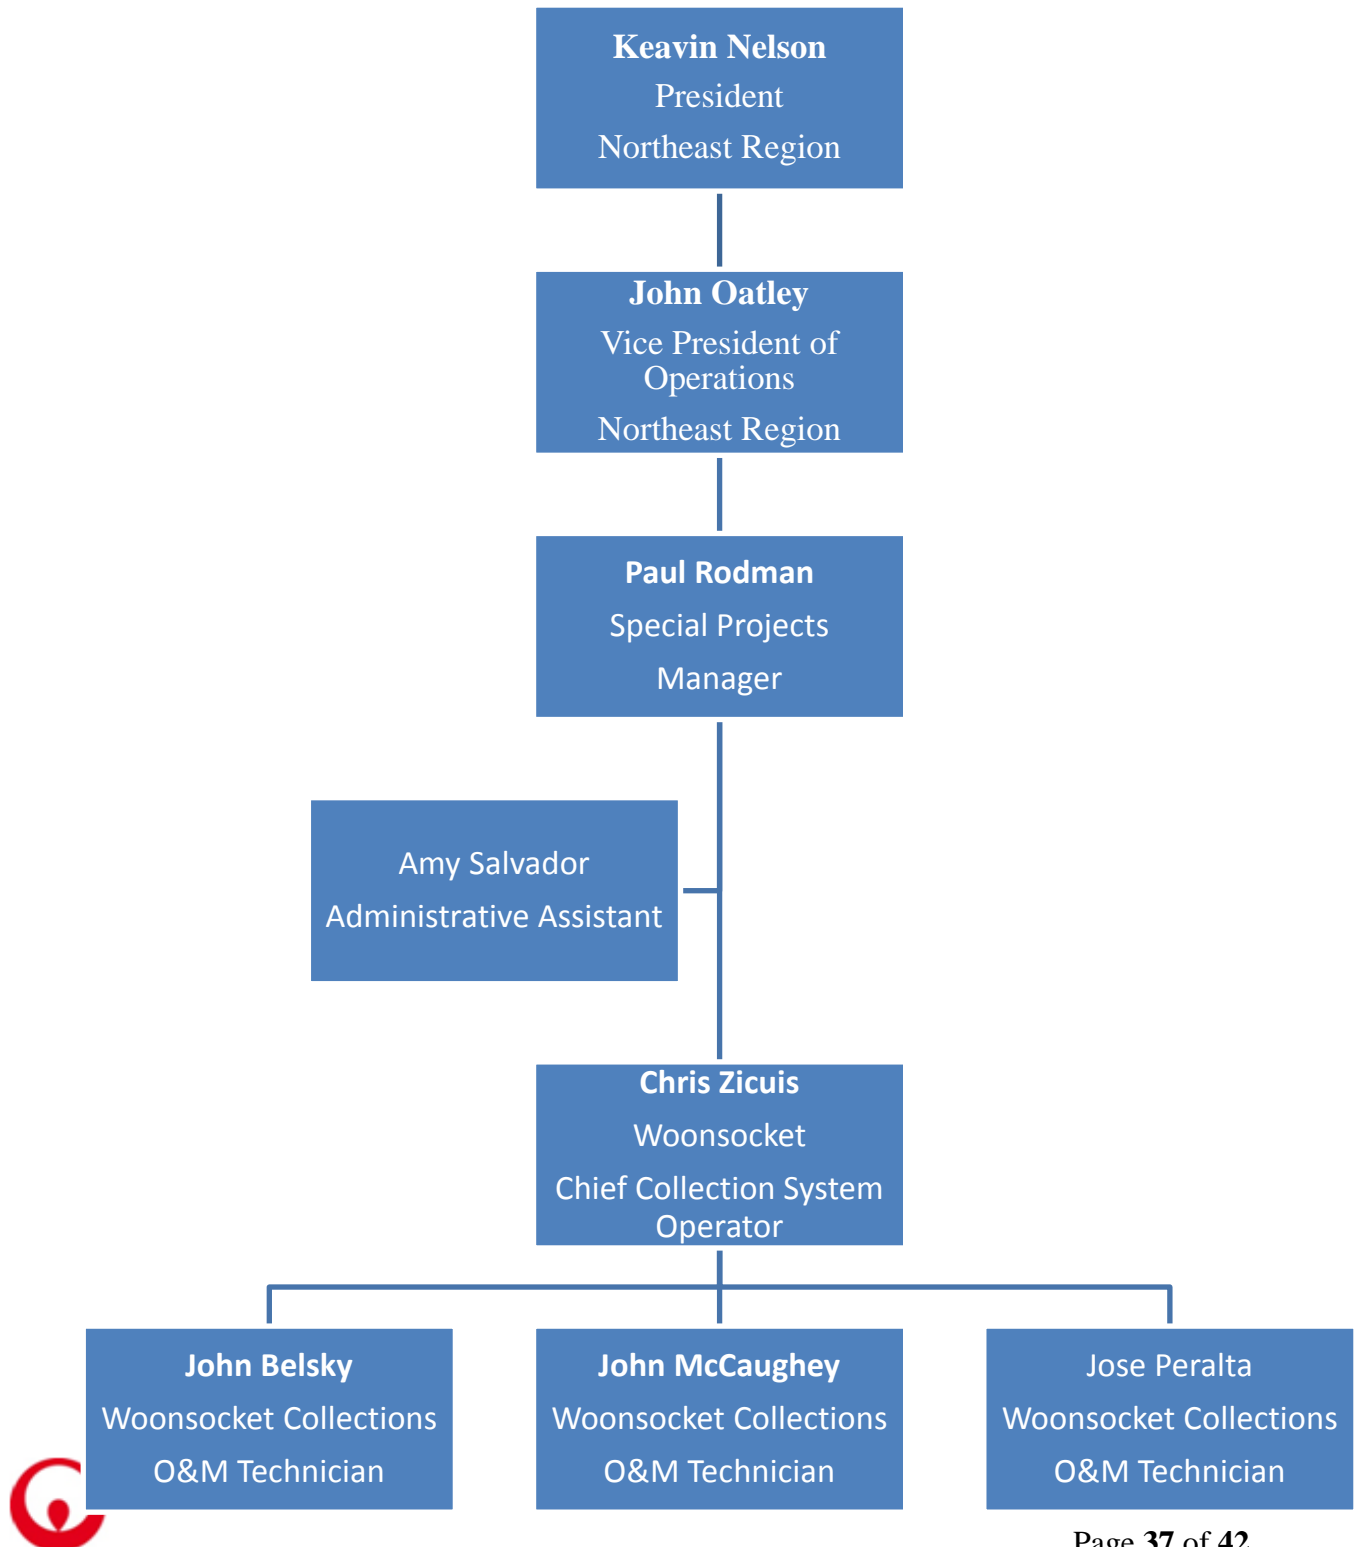 Keavin Nelson
President
Northeast Region
John Oatley
Vice President of
Operations
Northeast Region
Paul Rodman
Special Projects
Manager
Amy Salvador
Administrative Assistant
Chris Zicuis
Woonsocket
Chief Collection System
Operator
John Belsky
Woonsocket Collections
O&M Technician
John McCaughey
Woonsocket Collections
O&M Technician
Jose Peralta
Woonsocket Collections
O&M Technician
Page 37 of 42